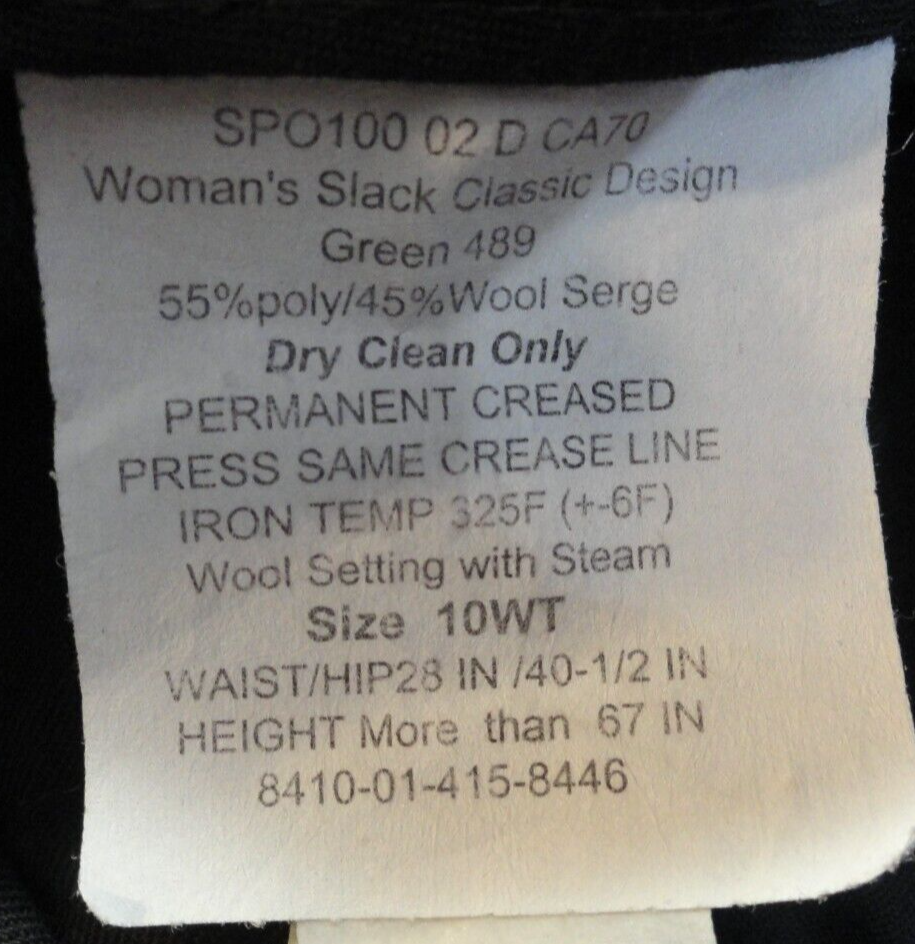 SPO100 02 D CA70
Woman's Slack Classic Design
Green 489
55%poly/45%Wool Serge
Dry Clean Only
PERMANENT CREASED
PRESS SAME CREASE LINE
IRON TEMP 325F (+-6F)
Wool Setting with Steam
Size 10WT
WAIST/HIP28 IN /40-1/2 IN
HEIGHT More than 67 IN
8410-01-415-8446